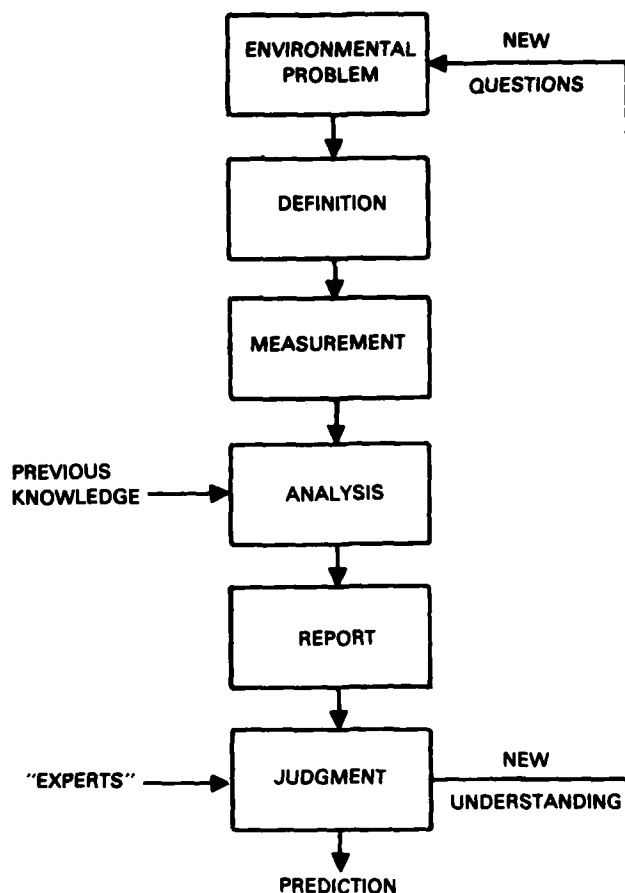 ENVIRONMENTAL
PROBLEM
NEW
QUESTIONS
DEFINITION
MEASUREMENT
PREVIOUS
KNOWLEDGE
ANALYSIS
REPORT
"EXPERTS"
JUDGMENT
NEW
UNDERSTANDING
PREDICTION